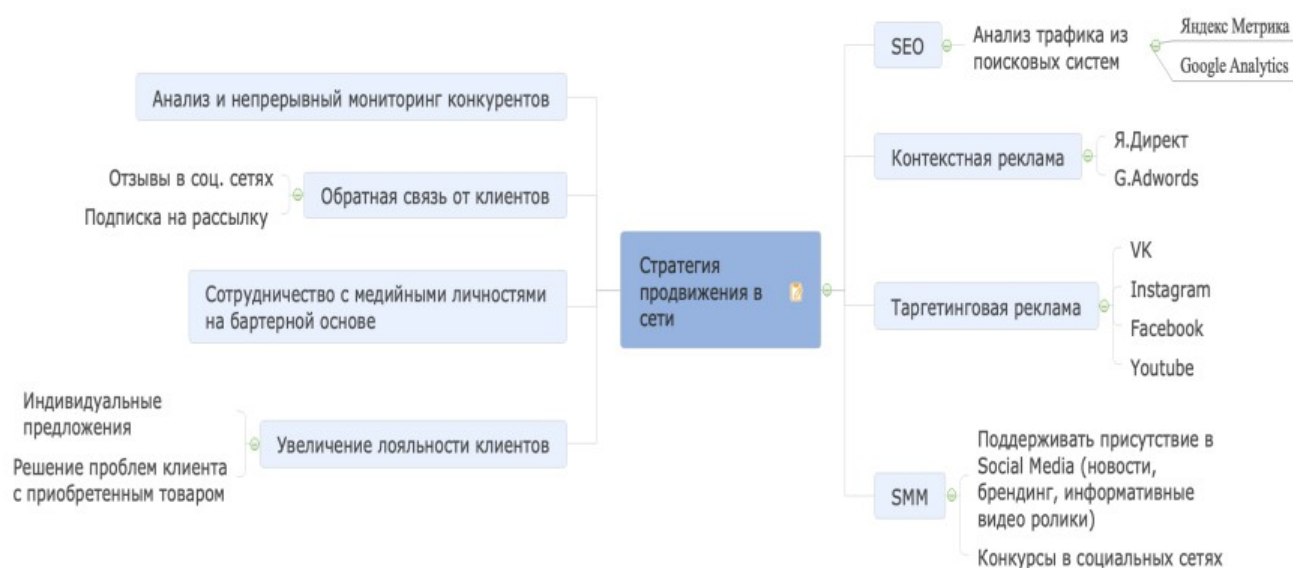 Стратегия
продвижения в
сети
Анализ и непрерывный мониторинг конкурентов
Обратная связь от клиентов
Отзывы в соц. сетях
Подписка на рассылку
Сотрудничество с медийными личностями
на бартерной основе
Увеличение лояльности клиентов
Индивидуальные
предложения
Решение проблем клиента
с приобретенным товаром
SEO
Анализ трафика из
поисковых систем
Яндекс Метрика
Google Analytics
Контекстная реклама
Я.Директ
G.Adwords
Таргетинговая реклама
VK
Instagram
Facebook
Youtube
SMM
Поддерживать присутствие в
Social Media (новости,
брендинг, информативные
видео ролики)
Конкурсы в социальных сетях